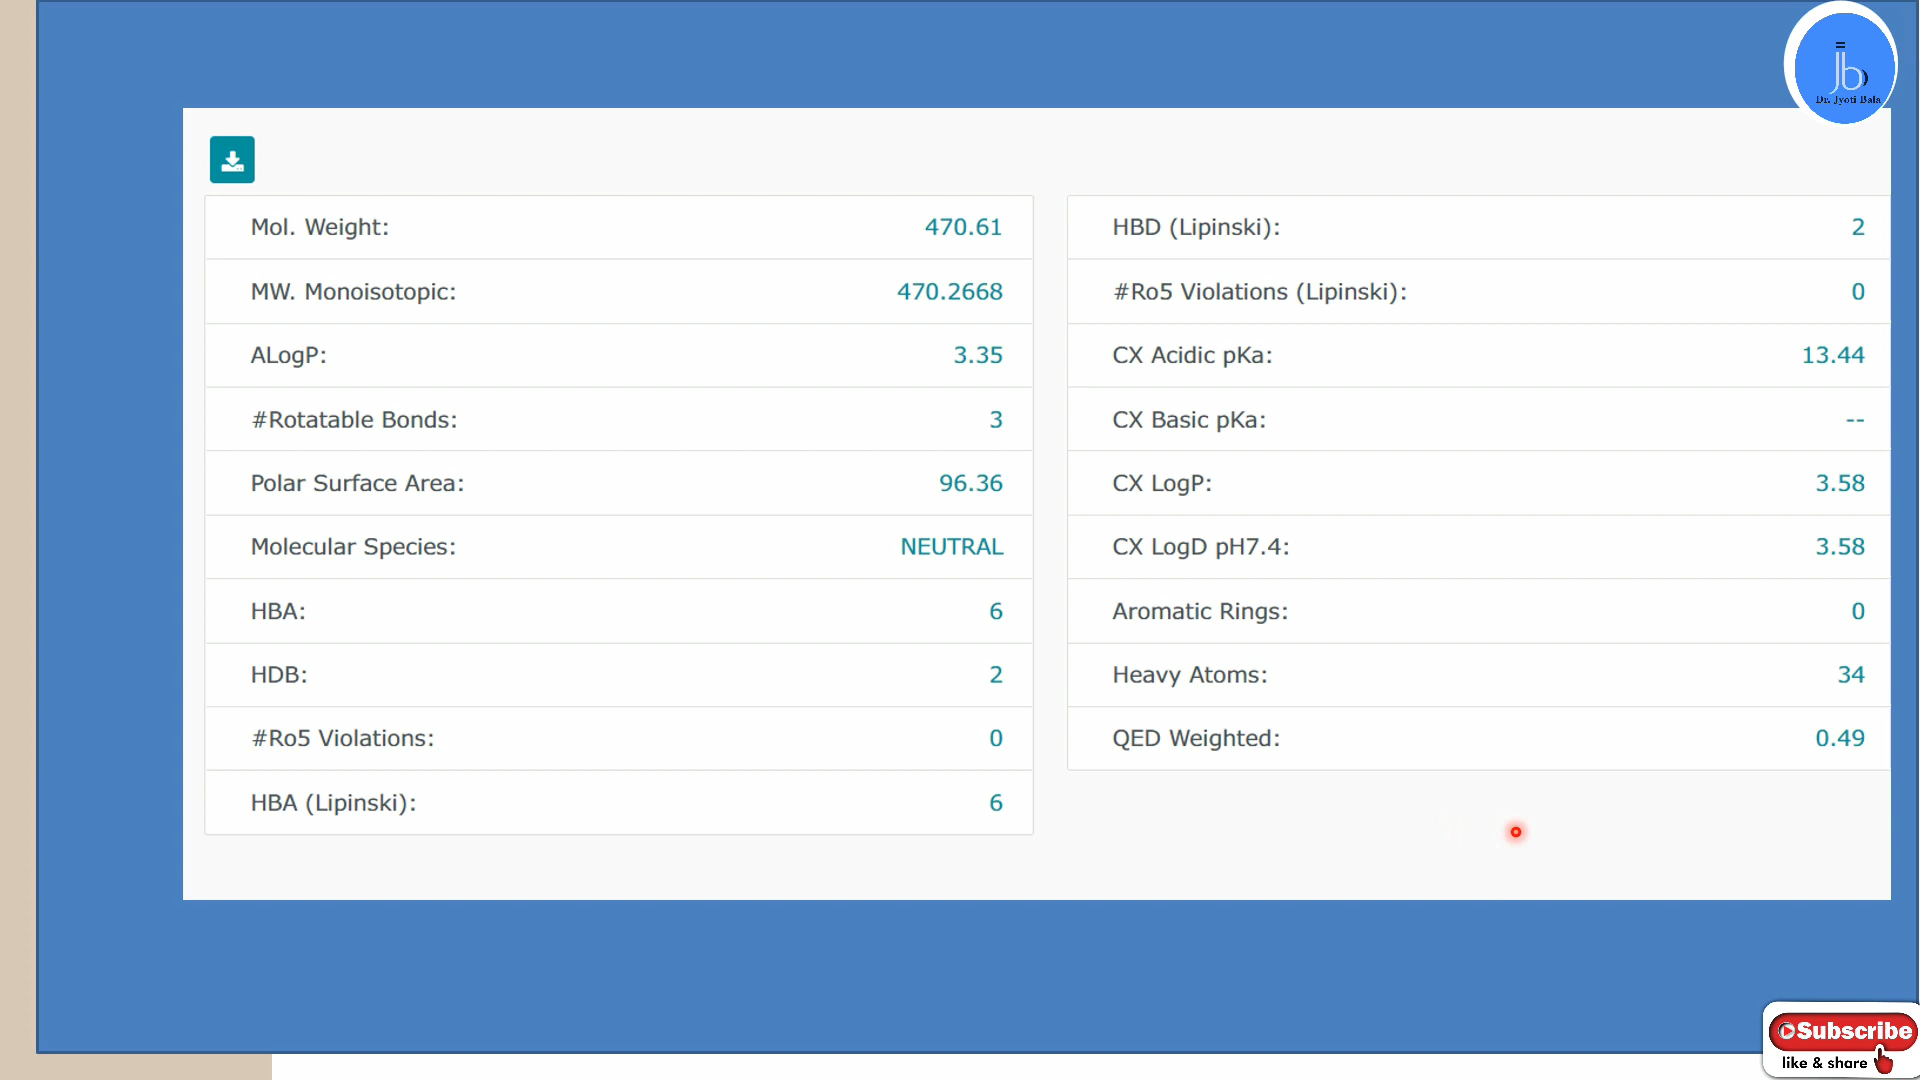 Jb
Dr. Jyoti Bala
Mol. Weight: 470.61
MW. Monoisotopic: 470.2668
ALogP: 3.35
#Rotatable Bonds: 3
Polar Surface Area: 96.36
Molecular Species: NEUTRAL
HBA: 6
HDB: 2
#Ro5 Violations: 0
HBA (Lipinski): 6
HBD (Lipinski): 2
#Ro5 Violations (Lipinski): 0
CX Acidic pKa: 13.44
CX Basic pKa: --
CX LogP: 3.58
CX LogD pH7.4: 3.58
Aromatic Rings: 0
Heavy Atoms: 34
QED Weighted: 0.49
Subscribe
like & share